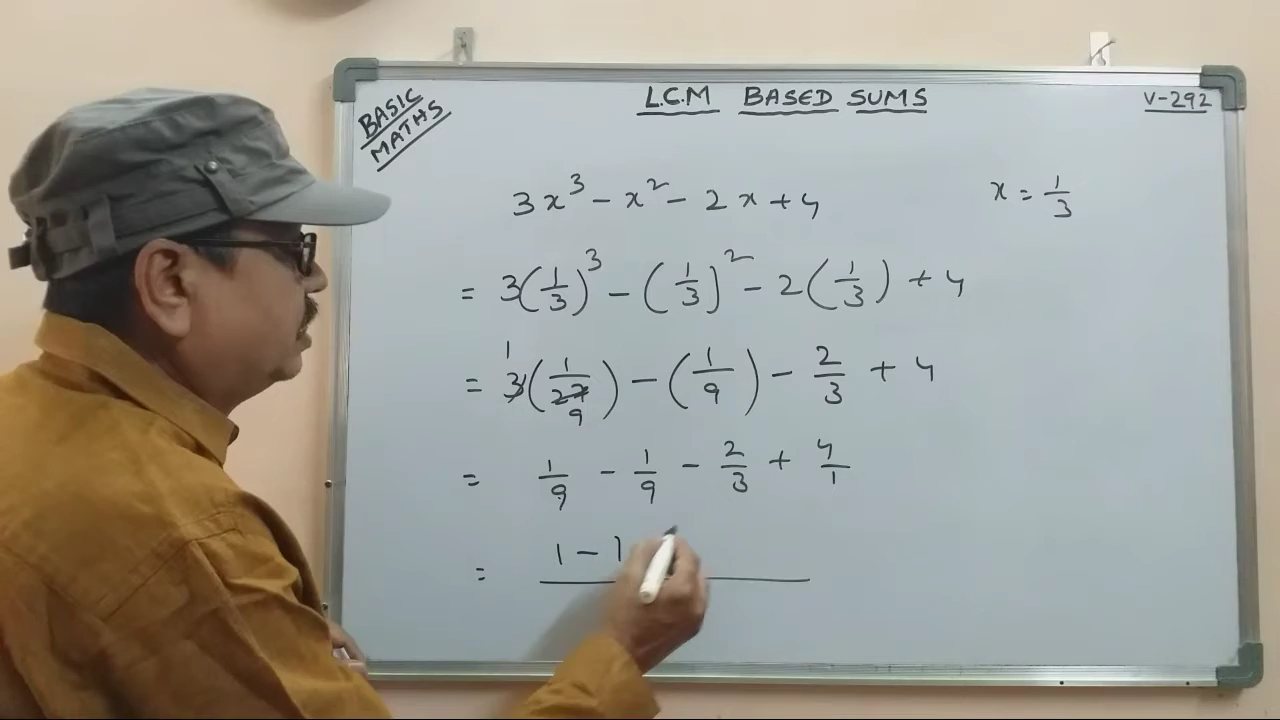 BASIC
MATHS
L.C.M BASED SUMS
V-292
3x³ - x² - 2x + 4
x = 1/3
= 3(1/3)³ - (1/3)² - 2(1/3) + 4
1
= 3(1/27) - (1/9) - 2/3 + 4
9
= 1/9 - 1/9 - 2/3 + 4/1
= 1 - 1